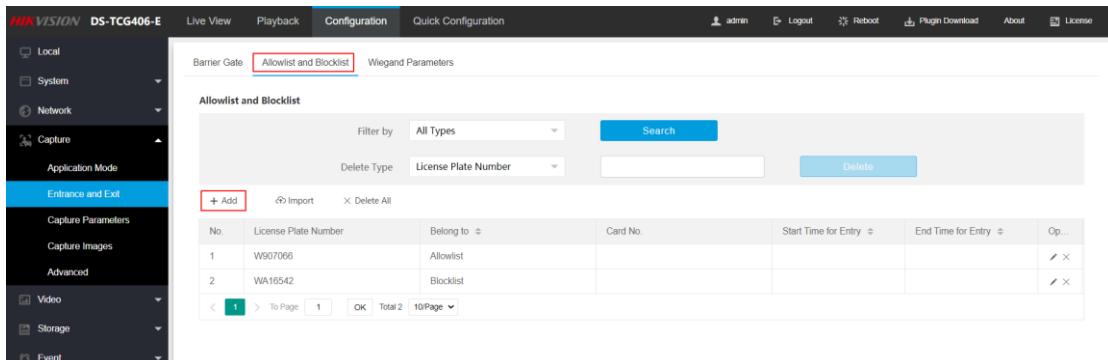 HIKVISION DS-TCG406-E Live View Playback Configuration Quick Configuration admin Logout Reboot Plugin Download About License
Local
System
Network
Capture
Application Mode
Entrance and Exit
Capture Parameters
Capture Images
Advanced
Video
Storage
Event
Barrier Gate Allowlist and Blocklist Wiegand Parameters
Allowlist and Blocklist
Filter by All Types Search
Delete Type License Plate Number Delete
+ Add Import × Delete All
No. License Plate Number Belong to Card No. Start Time for Entry End Time for Entry Op...
1 W907066 Allowlist
2 WA16542 Blocklist
< 1 > To Page 1 OK Total 2 10/Page